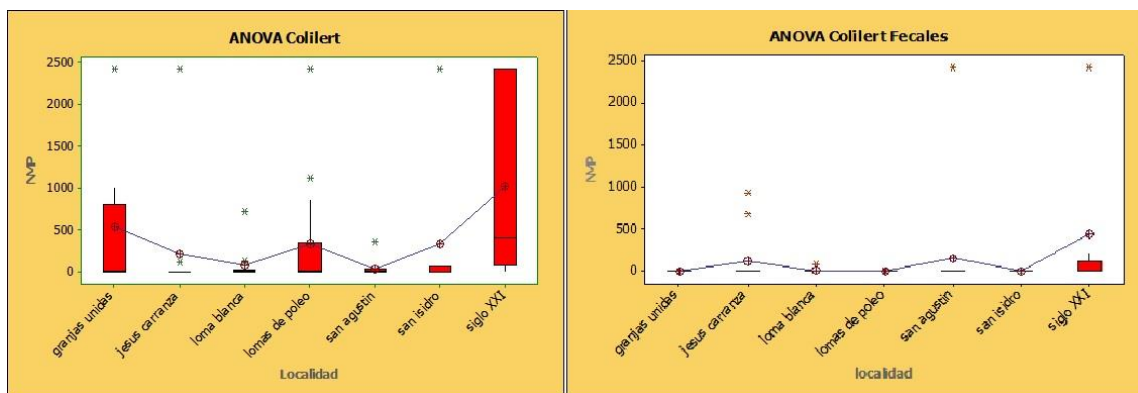 ANOVA Colilert
NMP
2500
2000
1500
1000
500
0
granjas unidas
jesus carranza
loma blanca
lomas de poleo
san agustin
san isidro
siglo XXI
Localidad
ANOVA Colilert Fecales
NMP
2500
2000
1500
1000
500
0
granjas unidas
jesus carranza
loma blanca
lomas de poleo
san agustin
san isidro
siglo XXI
localidad